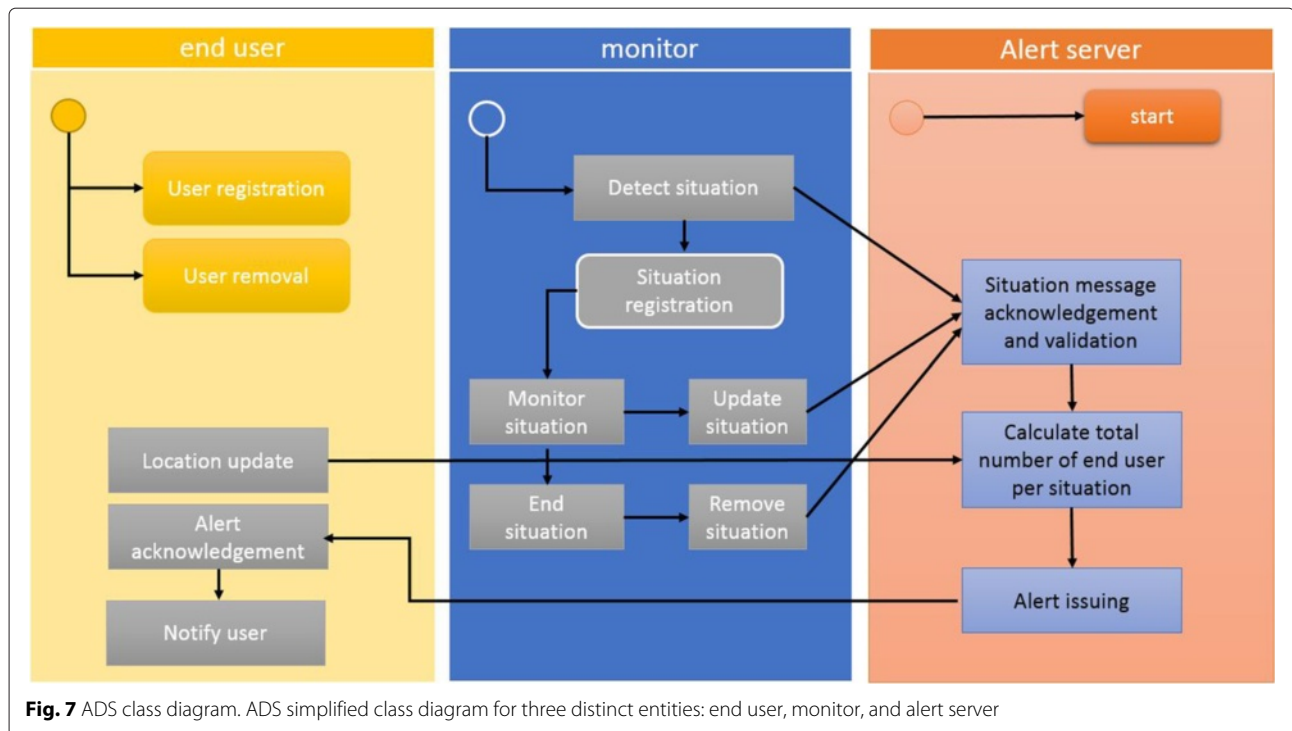 end user
monitor
Alert server
start
User registration
Detect situation
User removal
Situation
registration
Situation message
acknowledgement
and validation
Monitor
situation
Update
situation
Calculate total
number of end user
per situation
Location update
End
situation
Remove
situation
Alert
acknowledgement
Alert issuing
Notify user
Fig. 7 ADS class diagram. ADS simplified class diagram for three distinct entities: end user, monitor, and alert server